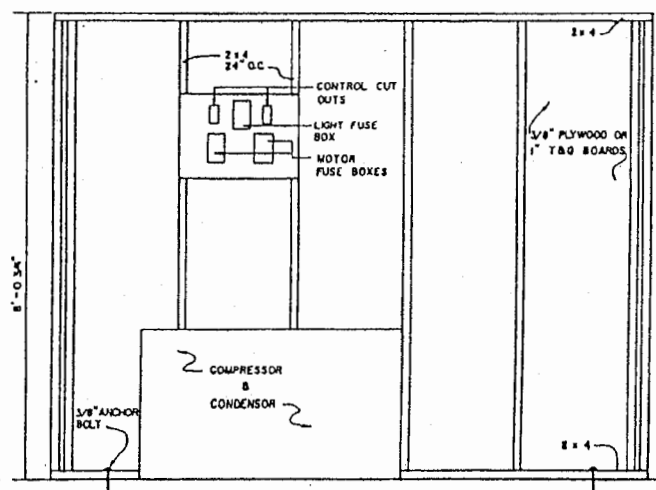 2 x 4
24" O.C.
2 x 4
CONTROL CUT
OUTS
LIGHT FUSE
BOX
MOTOR
FUSE BOXES
3/8" PLYWOOD OR
1" T&G BOARDS
8'-0 3/4"
COMPRESSOR
&
CONDENSOR
3/8" ANCHOR
BOLT
2 x 4